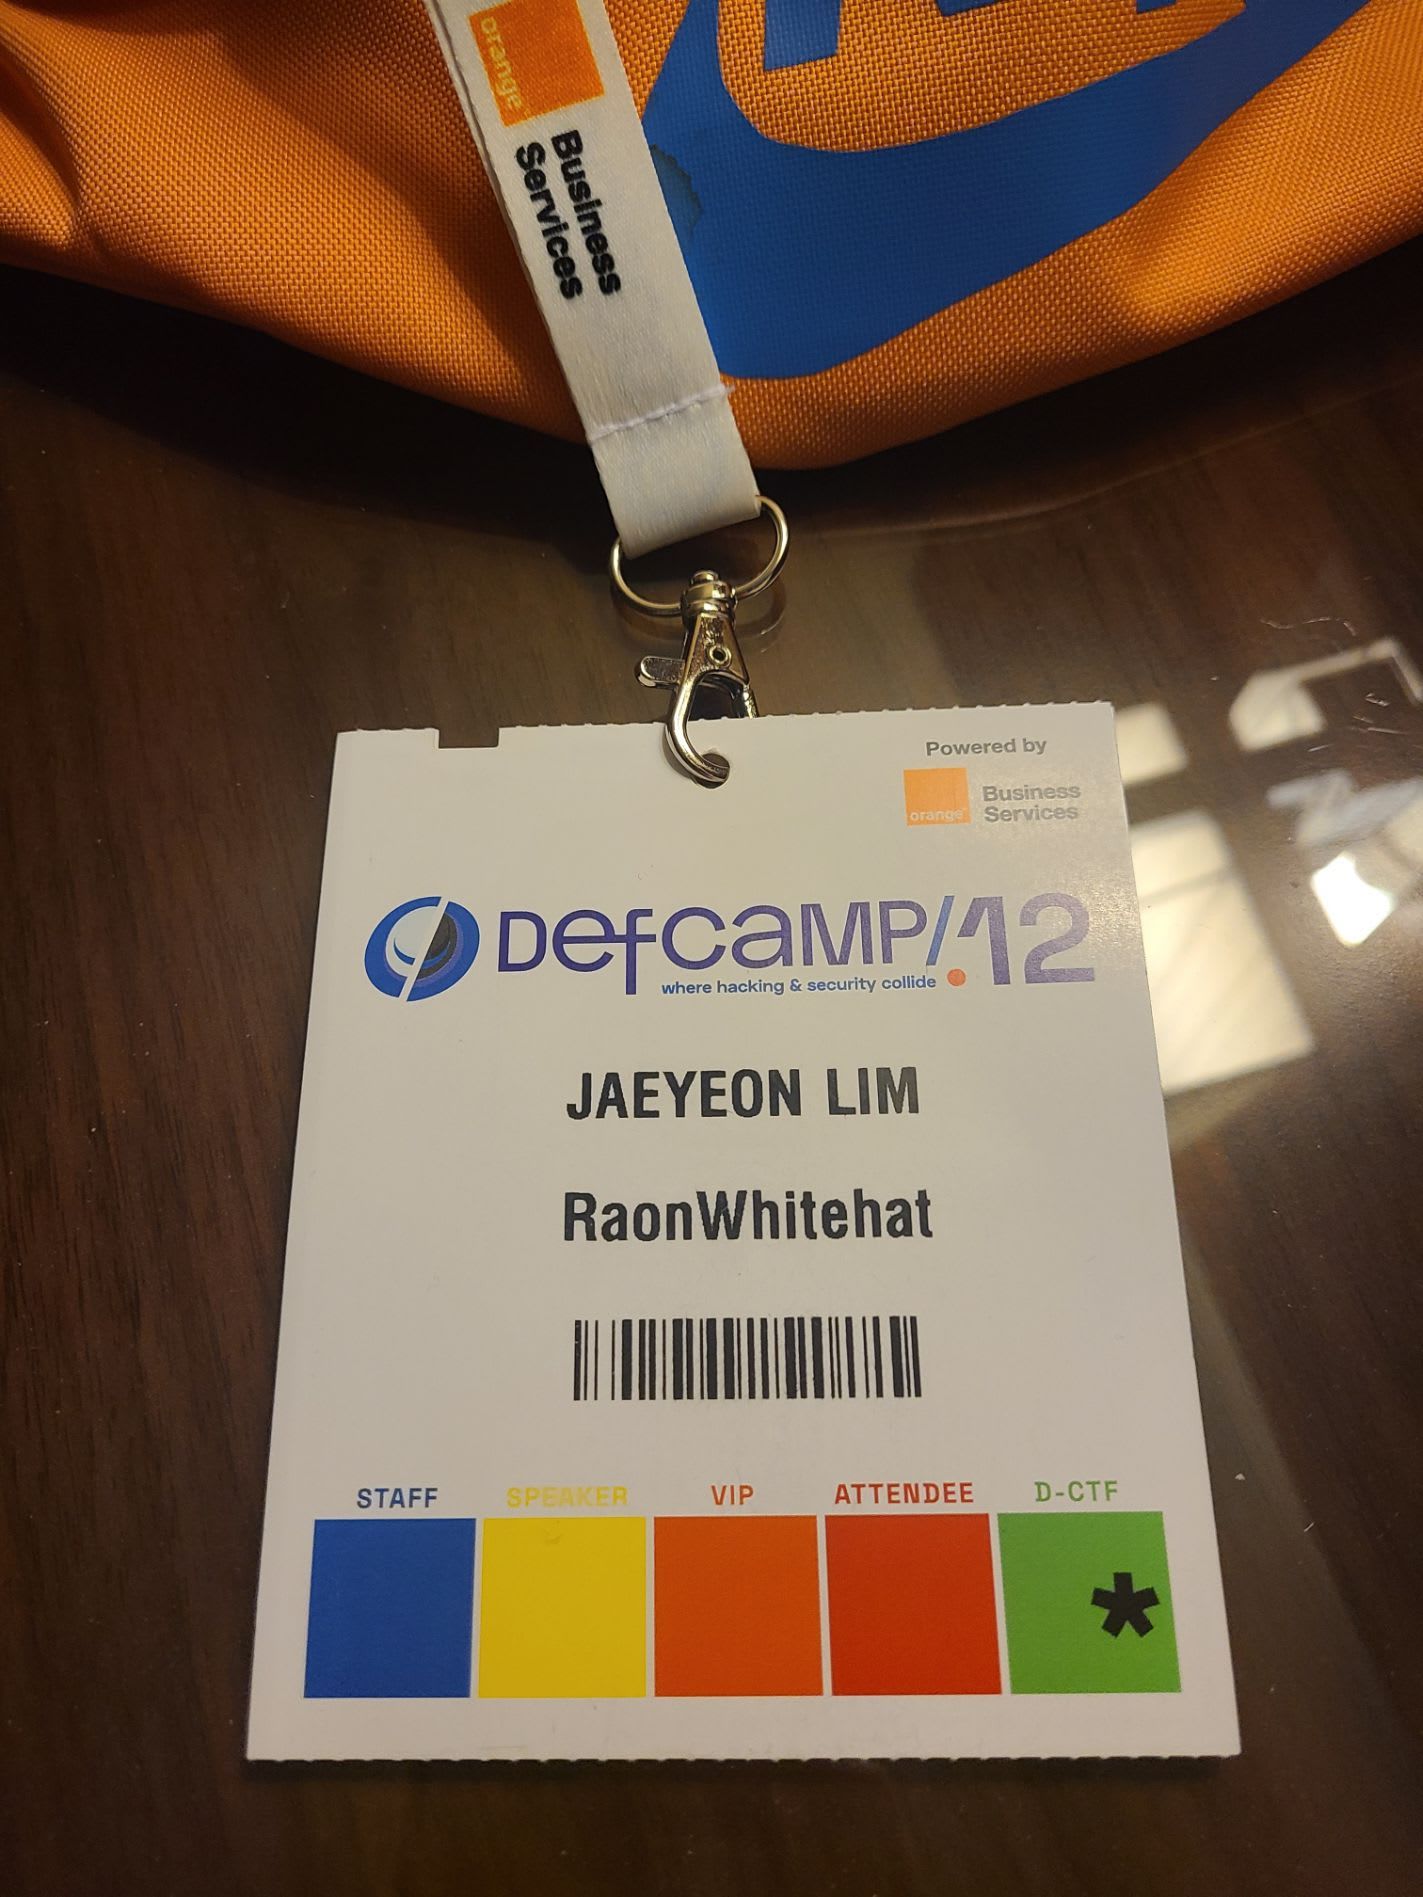 orange
Business
Services
Powered by
orange
Business
Services
DefCAMP/.12
where hacking & security collide
JAEYEON LIM
RaonWhitehat
STAFF SPEAKER VIP ATTENDEE D-CTF
*